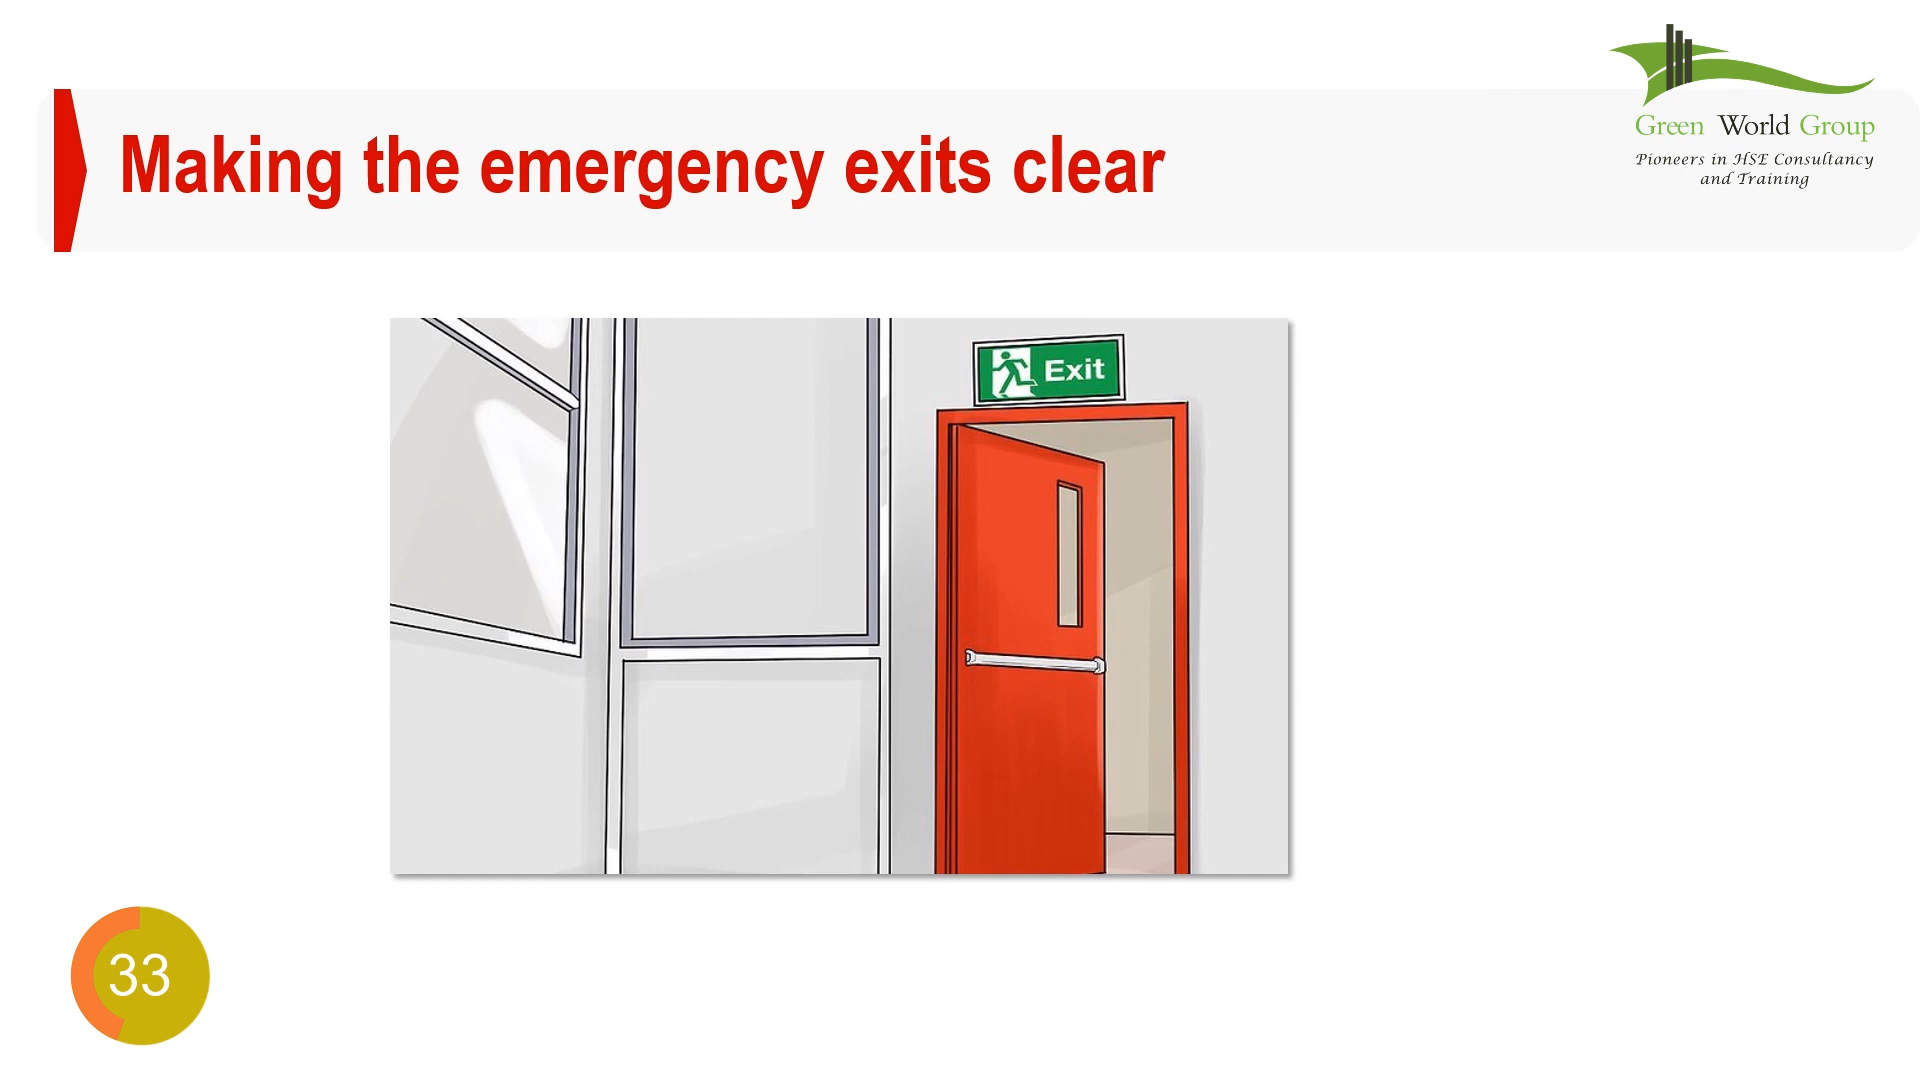 Making the emergency exits clear
Green World Group
Pioneers in HSE Consultancy
and Training
Exit
33